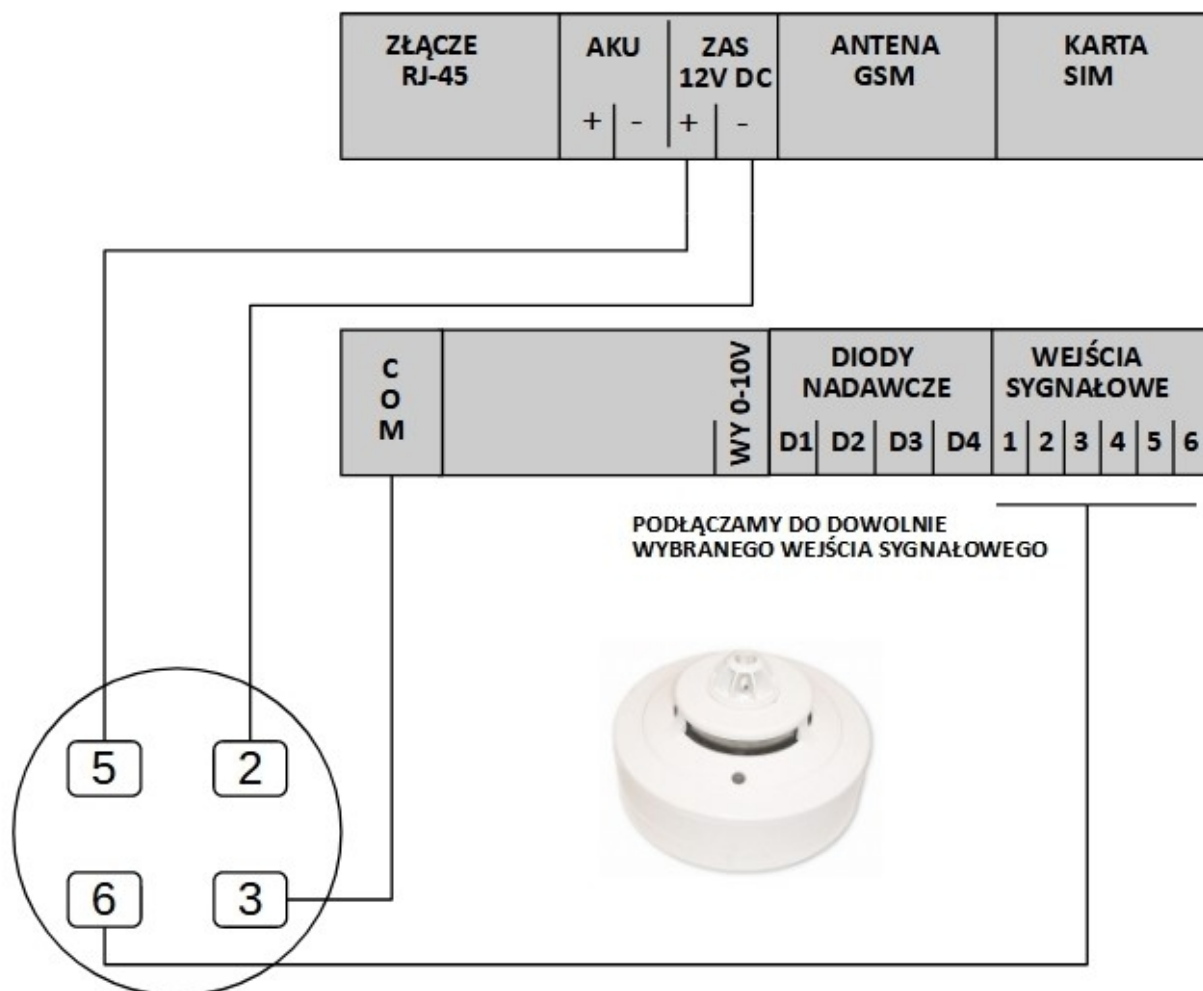 ZŁĄCZE
RJ-45
AKU
+ -
ZAS
12V DC
+ -
ANTENA
GSM
KARTA
SIM
C
O
M
WY 0-10V
DIODY
NADAWCZE
D1 D2 D3 D4
WEJŚCIA
SYGNAŁOWE
1 2 3 4 5 6
PODŁĄCZAMY DO DOWOLNIE
WYBRANEGO WEJŚCIA SYGNAŁOWEGO
5 2
6 3